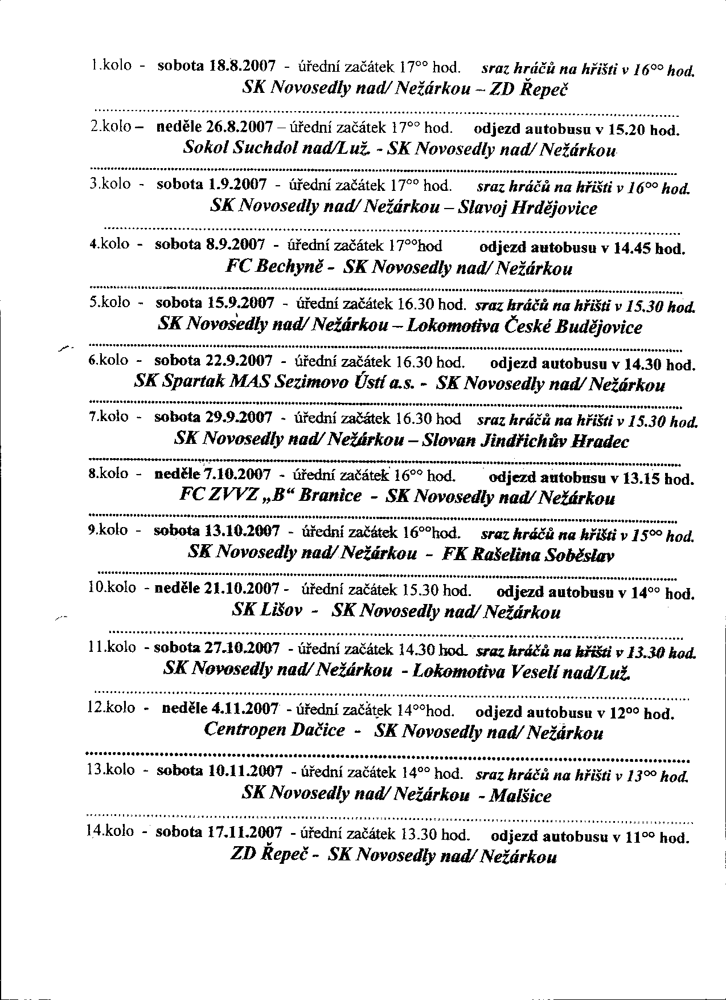 1.kolo - sobota 18.8.2007 - úřední začátek 17°° hod. sraz hráčů na hřišti v 16°° hod.
SK Novosedly nad/ Nežárkou – ZD Řepeč
2.kolo – neděle 26.8.2007 – úřední začátek 17°° hod. odjezd autobusu v 15.20 hod.
Sokol Suchdol nad/Luž. - SK Novosedly nad/ Nežárkou
3.kolo - sobota 1.9.2007 - úřední začátek 17°° hod. sraz hráčů na hřišti v 16°° hod.
SK Novosedly nad/ Nežárkou – Slavoj Hrdějovice
4.kolo - sobota 8.9.2007 - úřední začátek 17°°hod odjezd autobusu v 14.45 hod.
FC Bechyně - SK Novosedly nad/ Nežárkou
5.kolo - sobota 15.9.2007 - úřední začátek 16.30 hod. sraz hráčů na hřišti v 15.30 hod.
SK Novosedly nad/ Nežárkou – Lokomotiva České Budějovice
6.kolo - sobota 22.9.2007 - úřední začátek 16.30 hod. odjezd autobusu v 14.30 hod.
SK Spartak MAS Sezimovo Ústí a.s. - SK Novosedly nad/ Nežárkou
7.kolo - sobota 29.9.2007 - úřední začátek 16.30 hod sraz hráčů na hřišti v 15.30 hod.
SK Novosedly nad/ Nežárkou – Slovan Jindřichův Hradec
8.kolo - neděle 7.10.2007 - úřední začátek 16°° hod. odjezd autobusu v 13.15 hod.
FC ZVVZ „B“ Branice - SK Novosedly nad/ Nežárkou
9.kolo - sobota 13.10.2007 - úřední začátek 16°°hod. sraz hráčů na hřišti v 15°° hod.
SK Novosedly nad/ Nežárkou - FK Rašelina Soběslav
10.kolo - neděle 21.10.2007 - úřední začátek 15.30 hod. odjezd autobusu v 14°° hod.
SK Lišov - SK Novosedly nad/ Nežárkou
11.kolo - sobota 27.10.2007 - úřední začátek 14.30 hod. sraz hráčů na hřišti v 13.30 hod.
SK Novosedly nad/ Nežárkou - Lokomotiva Veselí nad/Luž.
12.kolo - neděle 4.11.2007 - úřední začátek 14°°hod. odjezd autobusu v 12°° hod.
Centropen Dačice - SK Novosedly nad/ Nežárkou
13.kolo - sobota 10.11.2007 - úřední začátek 14°° hod. sraz hráčů na hřišti v 13°° hod.
SK Novosedly nad/ Nežárkou - Malšice
14.kolo - sobota 17.11.2007 - úřední začátek 13.30 hod. odjezd autobusu v 11°° hod.
ZD Řepeč - SK Novosedly nad/ Nežárkou